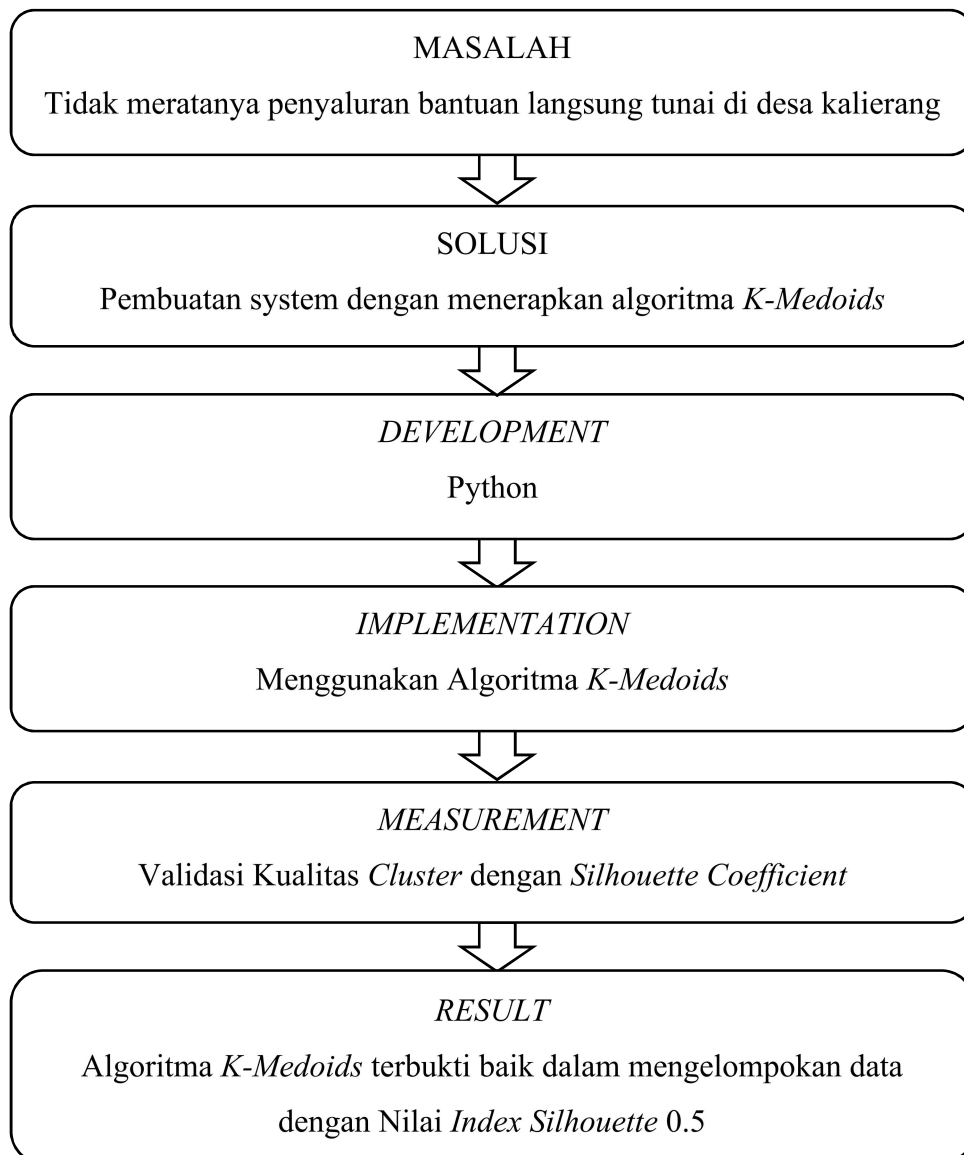 MASALAH
Tidak meratanya penyaluran bantuan langsung tunai di desa kalierang
SOLUSI
Pembuatan system dengan menerapkan algoritma K-Medoids
DEVELOPMENT
Python
IMPLEMENTATION
Menggunakan Algoritma K-Medoids
MEASUREMENT
Validasi Kualitas Cluster dengan Silhouette Coefficient
RESULT
Algoritma K-Medoids terbukti baik dalam mengelompokan data
dengan Nilai Index Silhouette 0.5